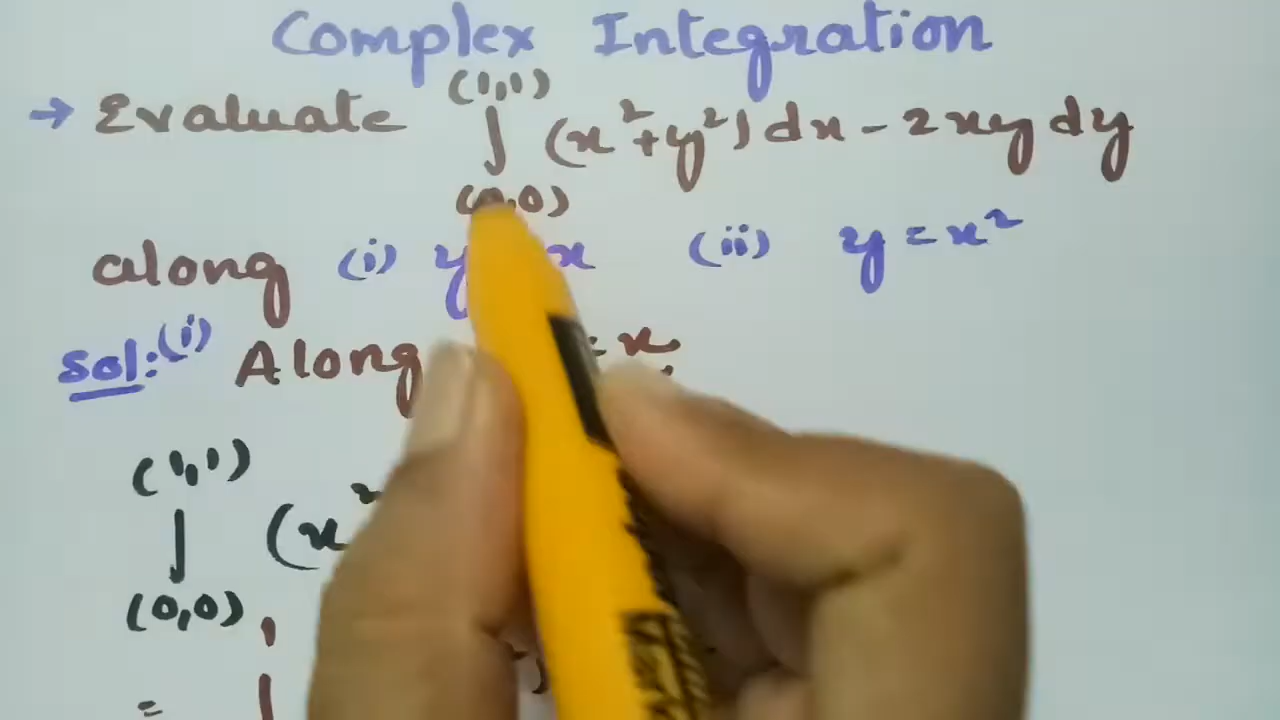 Complex Integration
→ Evaluate ∫ (0,0) (1,1) (x²+y²)dx - 2xy dy
along (i) y x (ii) y = x²
Sol: (i) Along = x
(1,1)
∫ (x²
(0,0)
=